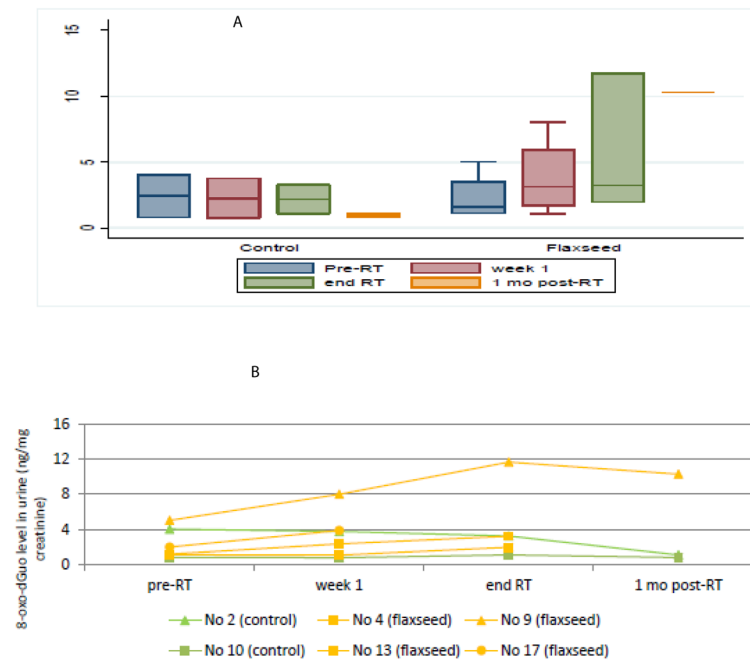 A
15
10
5
0
Control Flaxseed
Pre-RT week 1
end RT 1 mo post-RT
B
8-oxo-dGuo level in urine (ng/mg
creatinine)
16
12
8
4
0
pre-RT week 1 end RT 1 mo post-RT
No 2 (control) No 4 (flaxseed) No 9 (flaxseed)
No 10 (control) No 13 (flaxseed) No 17 (flaxseed)